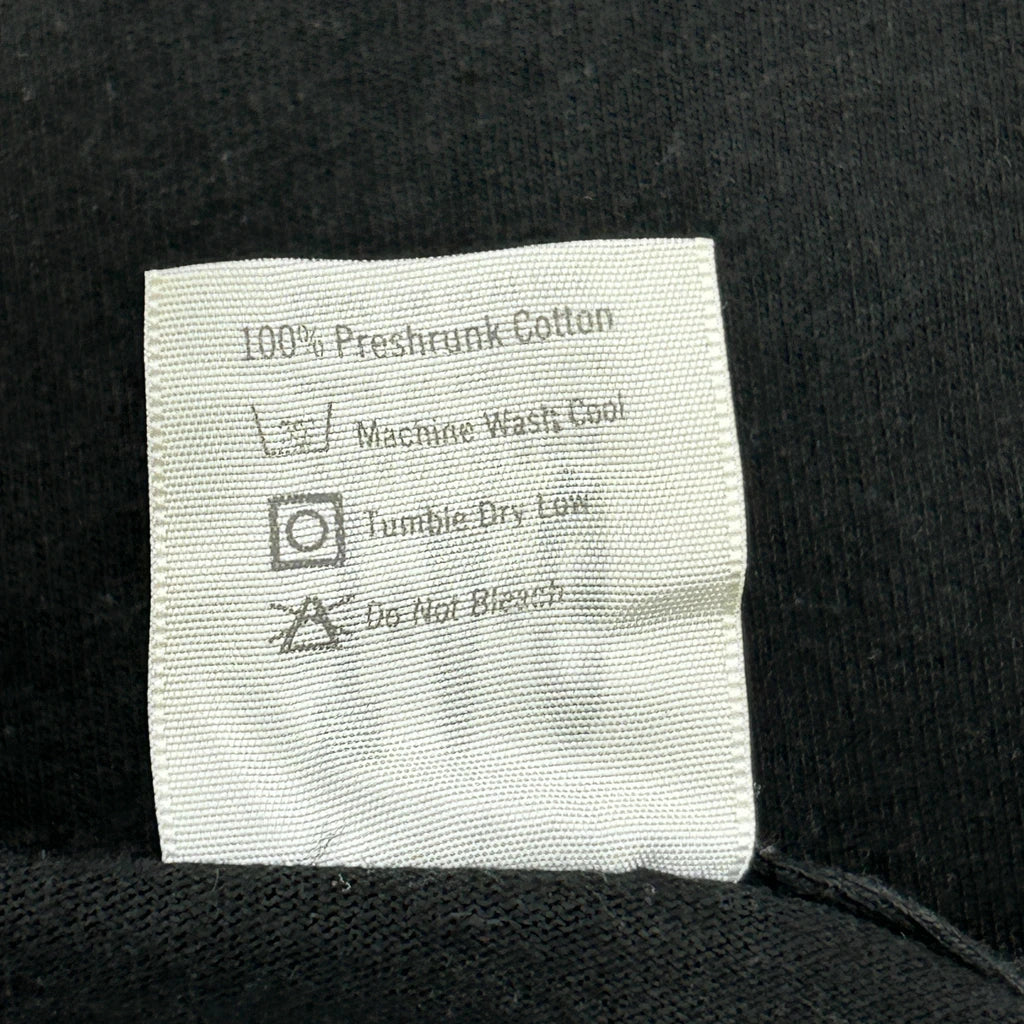 100% Preshrunk Cotton
Machine Wash Cool
Tumble Dry Low
Do Not Bleach